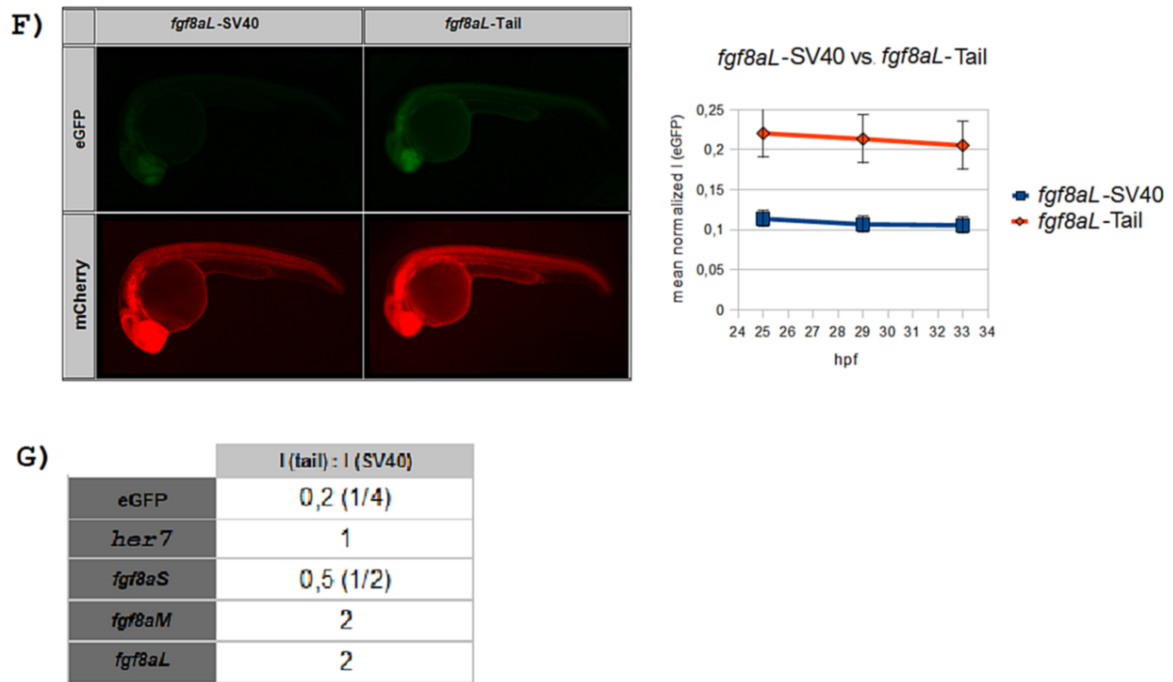 F)
fgf8aL-SV40 fgf8aL-Tail
eGFP
mCherry
fgf8aL-SV40 vs. fgf8aL-Tail
mean normalized I (eGFP)
0,25
0,2
0,15
0,1
0,05
0
24 25 26 27 28 29 30 31 32 33 34
hpf
fgf8aL-SV40
fgf8aL-Tail
G)
I (tail) : I (SV40)
eGFP 0,2 (1/4)
her7 1
fgf8aS 0,5 (1/2)
fgf8aM 2
fgf8aL 2